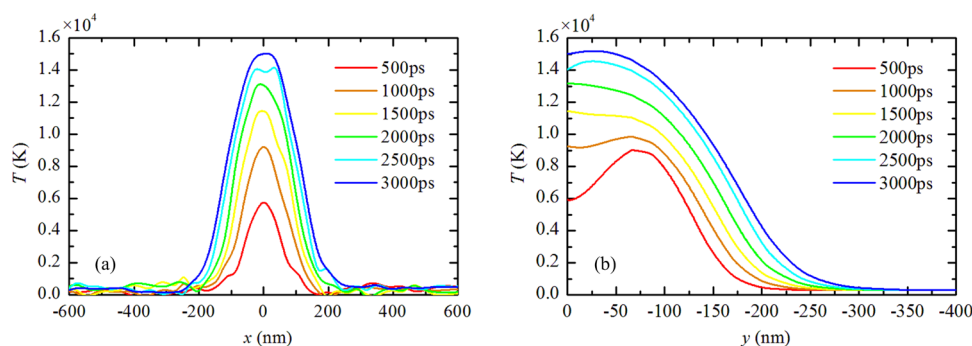 ×10⁴
1.6
1.4
1.2
1.0
0.8
0.6
0.4
0.2
0.0
T (K)
500ps
1000ps
1500ps
2000ps
2500ps
3000ps
(a)
-600 -400 -200 0 200 400 600
x (nm)
×10⁴
1.6
1.4
1.2
1.0
0.8
0.6
0.4
0.2
0.0
T (K)
500ps
1000ps
1500ps
2000ps
2500ps
3000ps
(b)
0 -50 -100 -150 -200 -250 -300 -350 -400
y (nm)